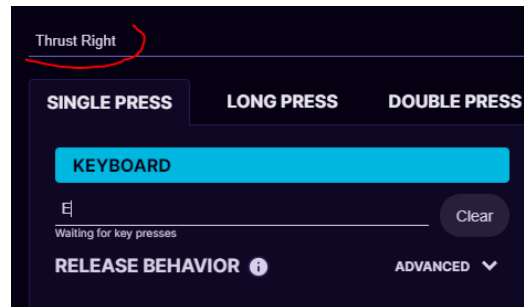 Thrust Right
SINGLE PRESS LONG PRESS DOUBLE PRESS
KEYBOARD
E
Clear
Waiting for key presses
RELEASE BEHAVIOR i ADVANCED